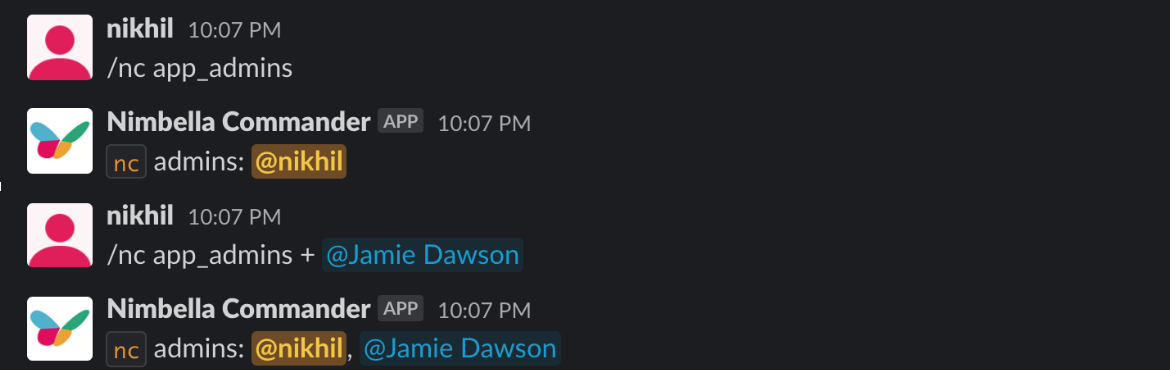 nikhil 10:07 PM
/nc app_admins
Nimbella Commander APP 10:07 PM
nc admins: @nikhil
nikhil 10:07 PM
/nc app_admins + @Jamie Dawson
Nimbella Commander APP 10:07 PM
nc admins: @nikhil, @Jamie Dawson